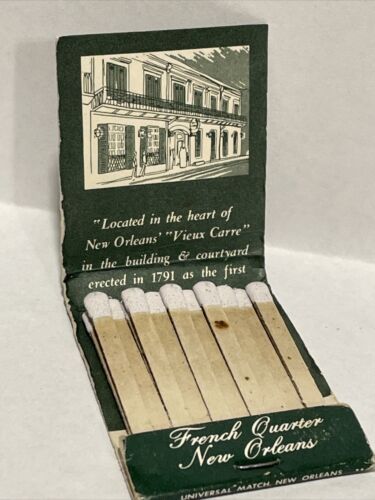 "Located in the heart of
New Orleans' "Vieux Carre"
in the building & courtyard
erected in 1791 as the first
French Quarter
New Orleans
UNIVERSAL MATCH, NEW ORLEANS